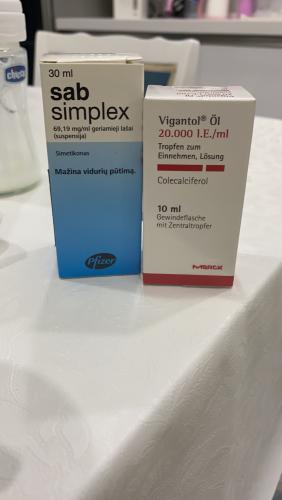 chicco
30 ml
sab
simplex
69,19 mg/ml geriamieji lašai
(suspensija)
Simetikonas
Mažina vidurių pūtimą.
Pfizer
Vigantol® Öl
20.000 I.E./ml
Tropfen zum
Einnehmen, Lösung
Colecalciferol
10 ml
Gewindeflasche
mit Zentraltropfer
MERCK